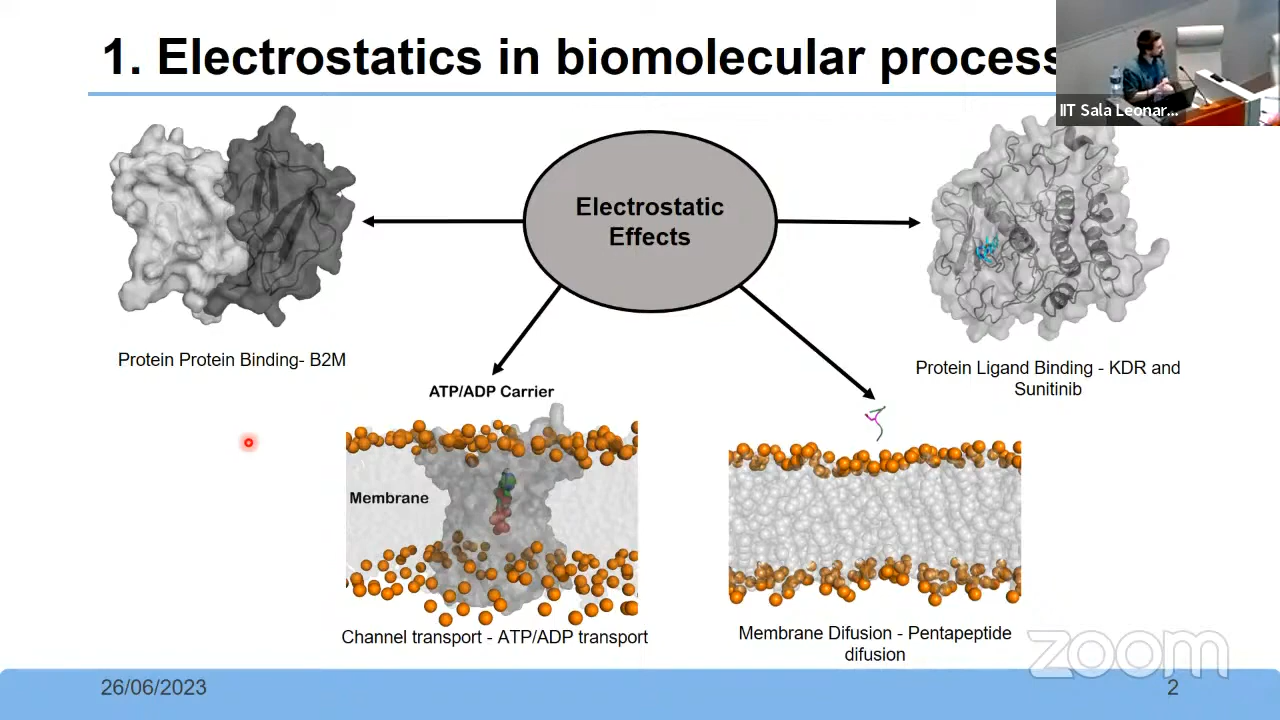 1. Electrostatics in biomolecular process
IIT Sala Leonar...
Electrostatic
Effects
Protein Protein Binding- B2M
Protein Ligand Binding - KDR and
Sunitinib
ATP/ADP Carrier
Membrane
Channel transport - ATP/ADP transport
Membrane Difusion - Pentapeptide
difusion
zoom
26/06/2023
2